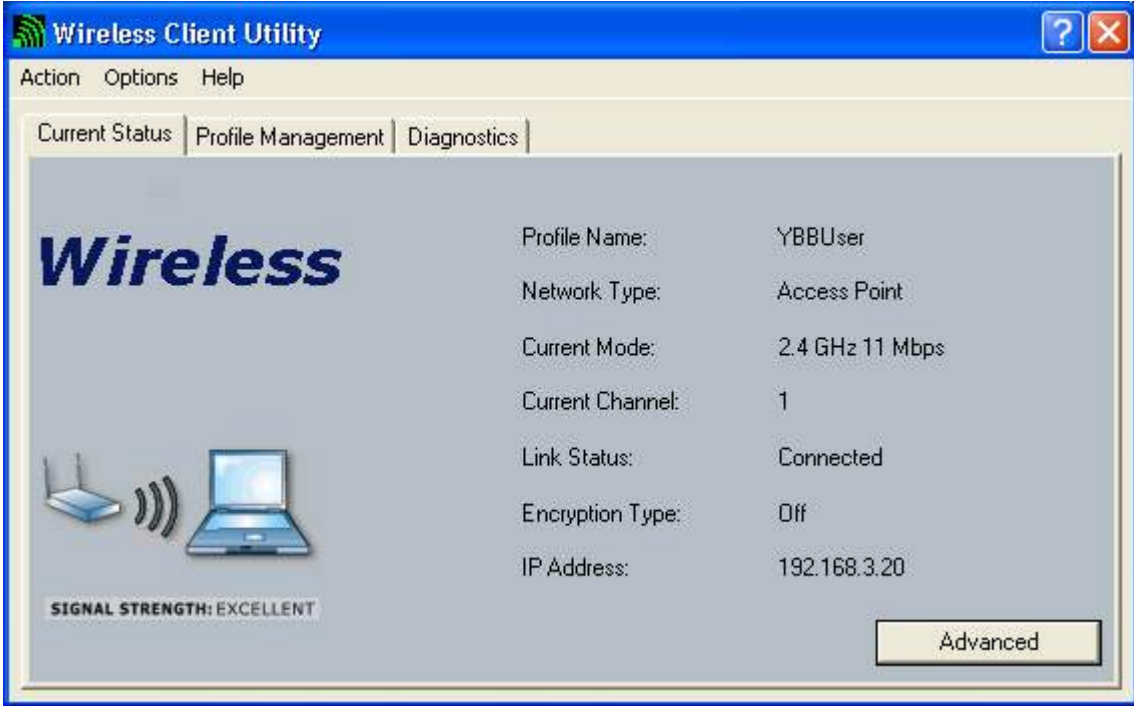 Wireless Client Utility
Action Options Help
Current Status Profile Management Diagnostics
Wireless
Profile Name: YBBUser
Network Type: Access Point
Current Mode: 2.4 GHz 11 Mbps
Current Channel: 1
Link Status: Connected
Encryption Type: Off
IP Address: 192.168.3.20
SIGNAL STRENGTH: EXCELLENT
Advanced